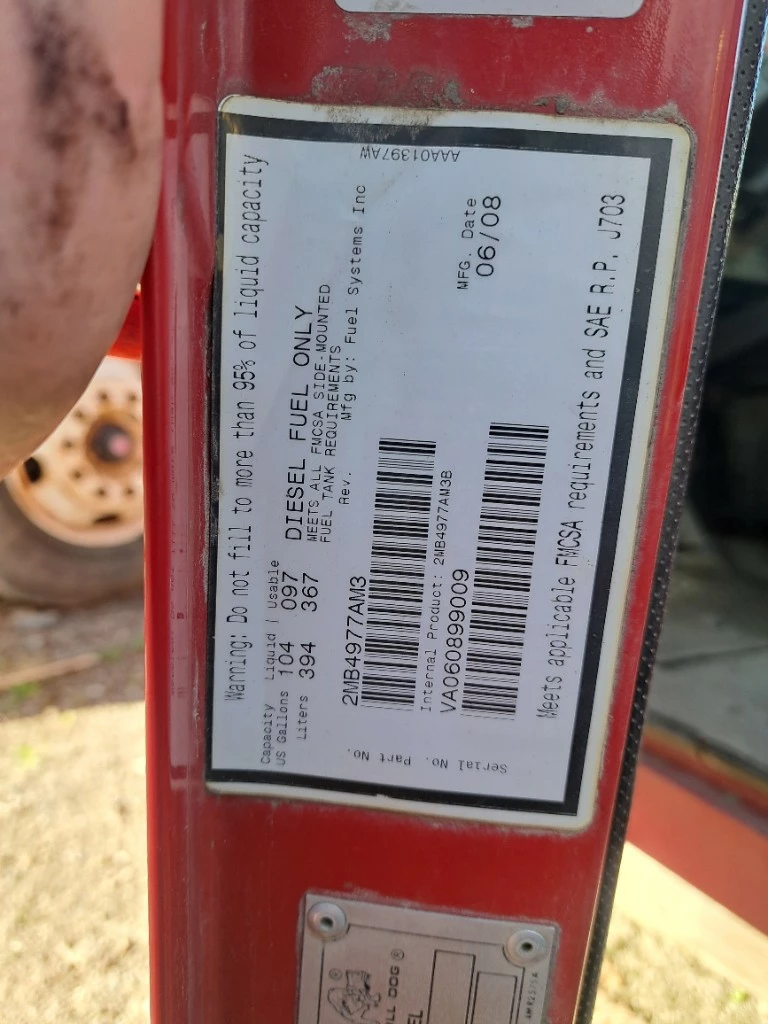 Warning: Do not fill to more than 95% of liquid capacity
Capacity Liquid | Usable
US Gallons 104 097
Liters 394 367
DIESEL FUEL ONLY
MEETS ALL FMCSA SIDE-MOUNTED
FUEL TANK REQUIREMENTS
Rev. Mfg by: Fuel Systems Inc
AAA01397AW
Part No.
2MB4977AM3
Internal Product: 2MB4977AM3B
Serial No.
VA060899009
MFG. Date
06/08
Meets applicable FMCSA requirements and SAE R.P. J703